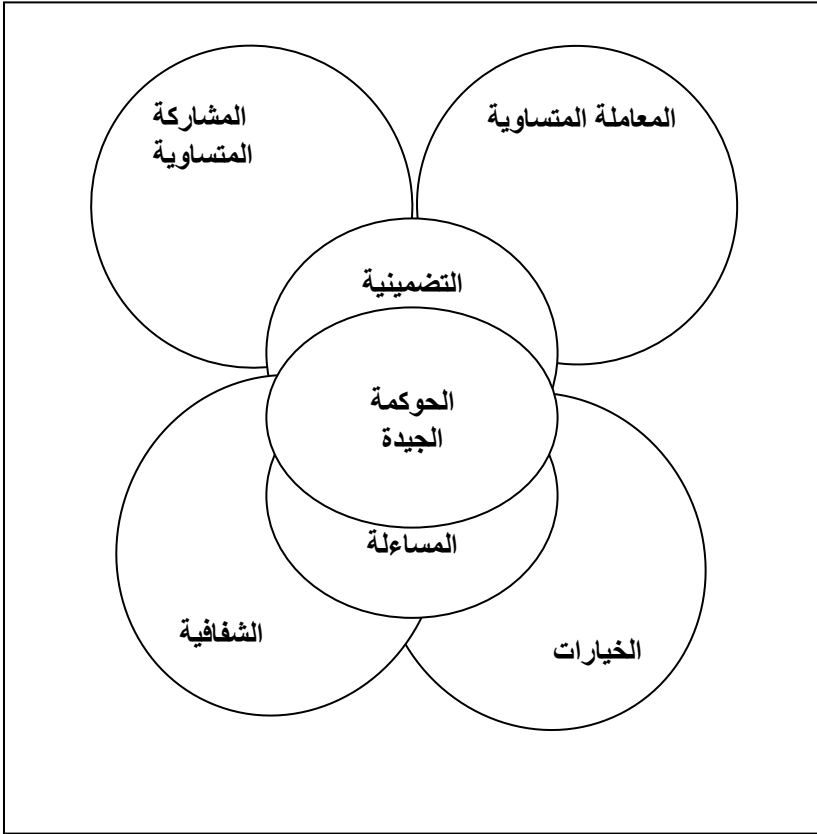 المعاملة المتساوية
المشاركة
المتساوية
التضمينية
الحوكمة
الجيدة
المساءلة
الشفافية
الخيارات